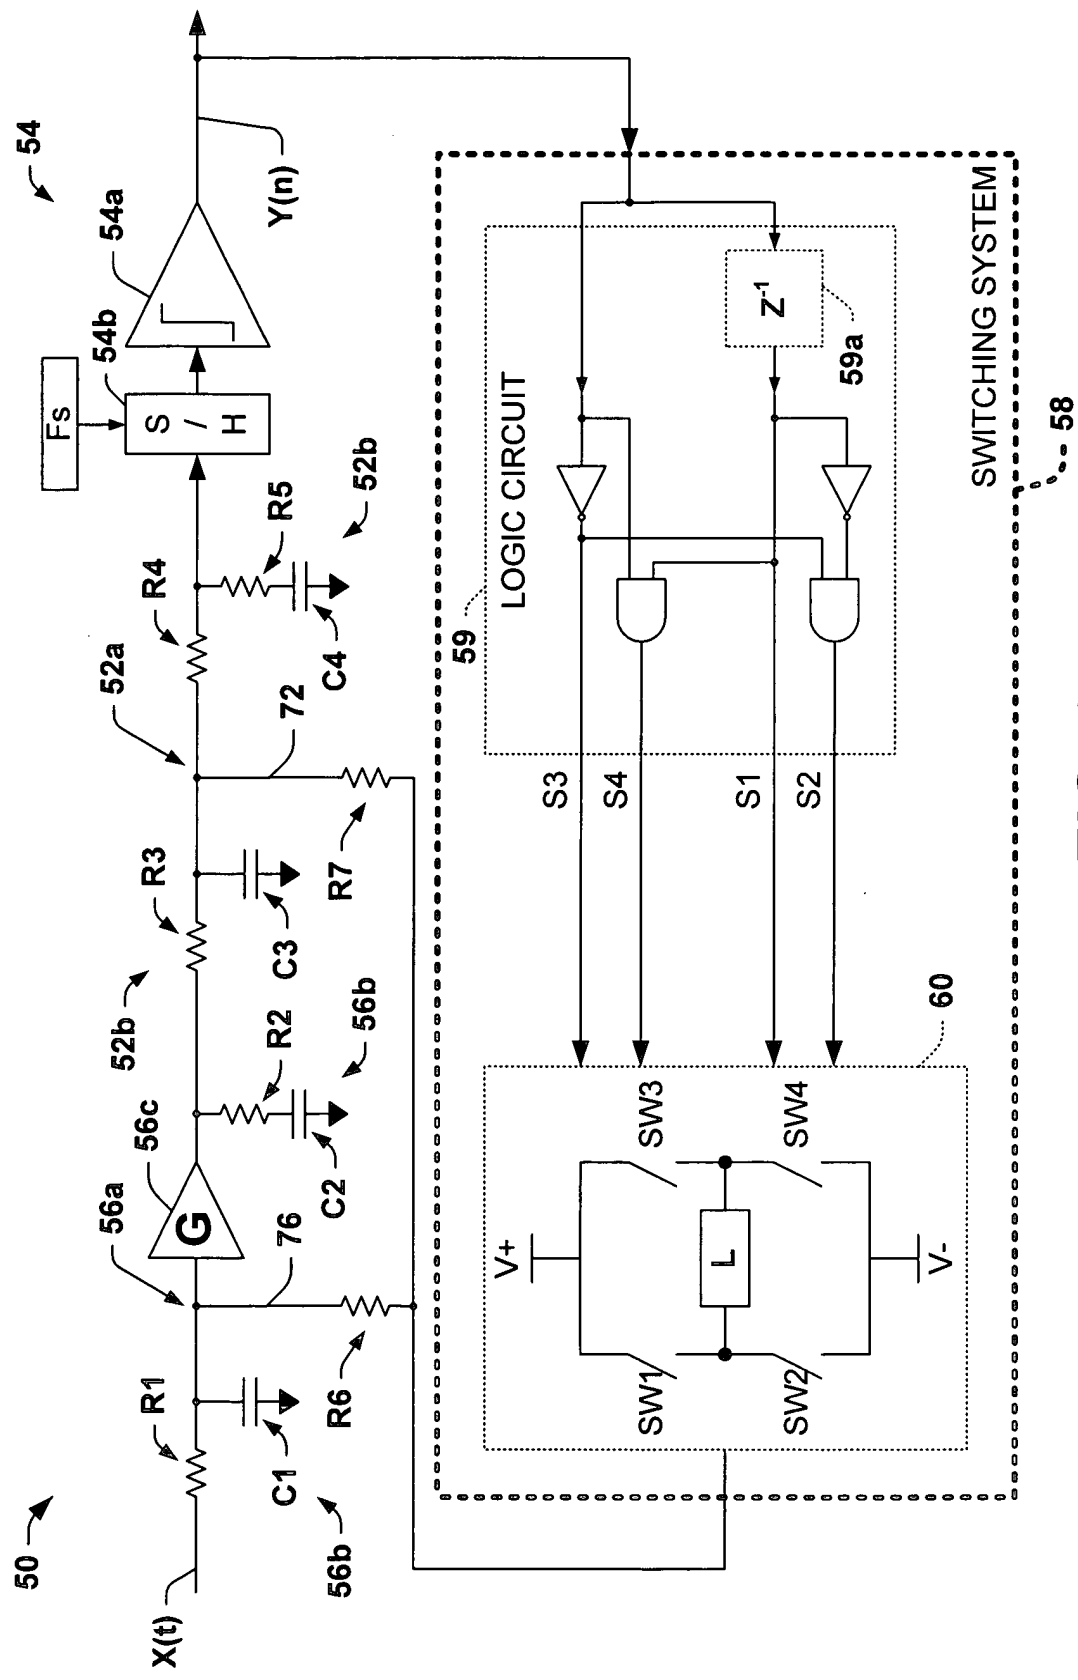 50
X(t)
R1
C1
56b
56a
76
R6
56c
G
R2
C2
56b
52b
R3
C3
52a
72
R7
R4
R5
C4
52b
Fs
S / H
54b
54a
54
Y(n)
SWITCHING SYSTEM
58
59
LOGIC CIRCUIT
Z-1
59a
S3
S4
S1
S2
60
V+
SW1
SW3
L
SW2
SW4
V-